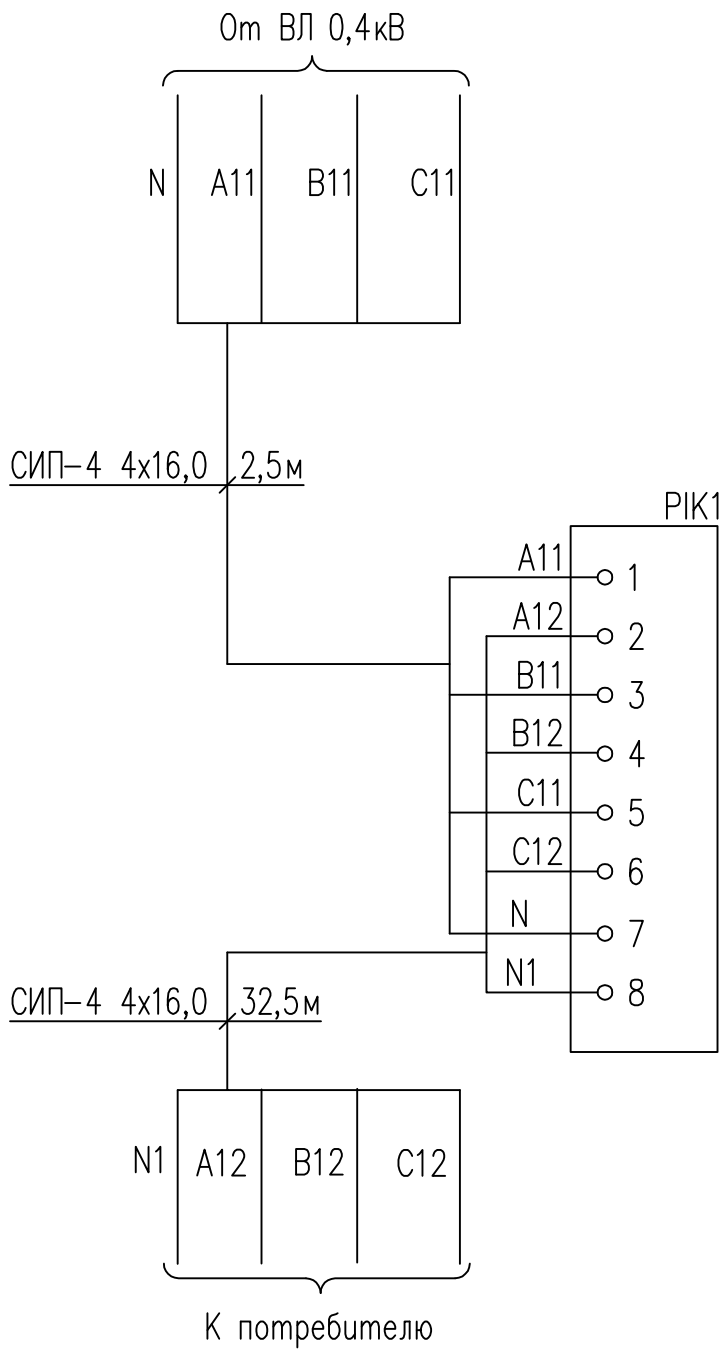 От ВЛ 0,4кВ
N A11 B11 C11
СИП-4 4х16,0 2,5м
PIK1
A11 1
A12 2
B11 3
B12 4
C11 5
C12 6
N 7
N1 8
СИП-4 4х16,0 32,5м
N1 A12 B12 C12
К потребителю